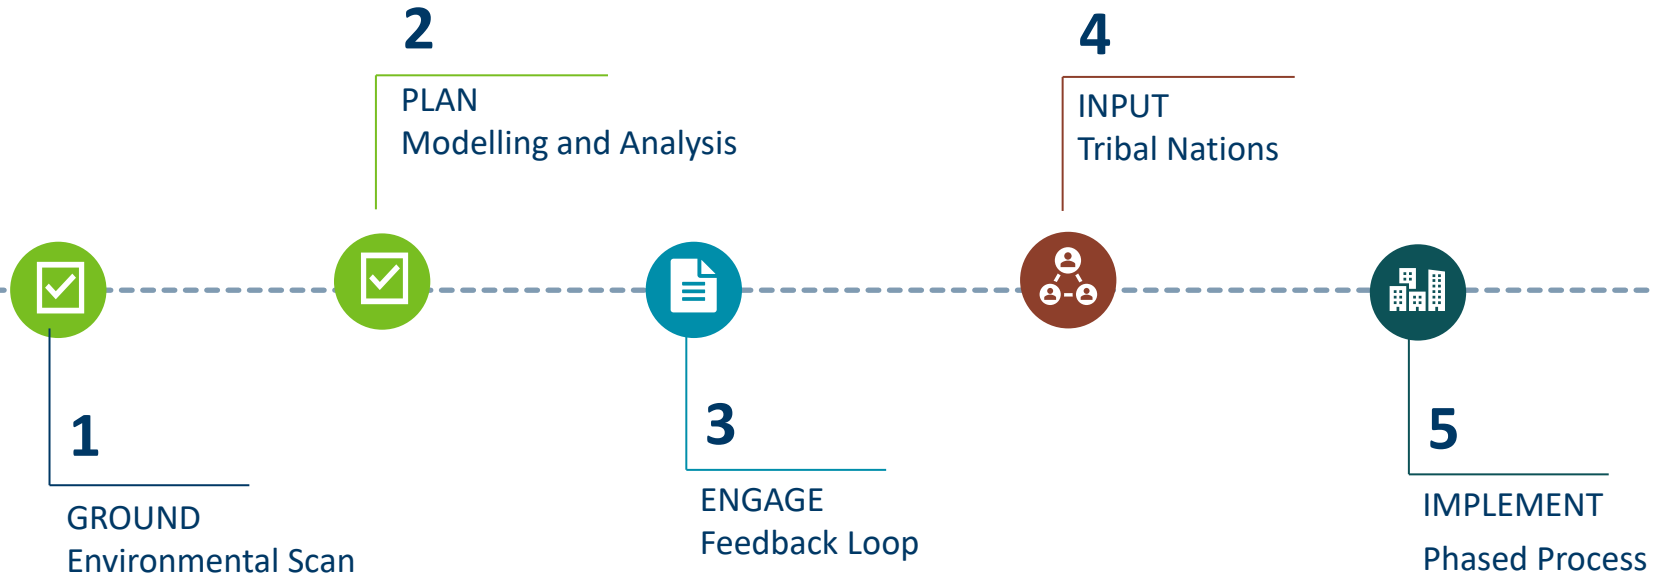 1
GROUND
Environmental Scan
2
PLAN
Modelling and Analysis
3
ENGAGE
Feedback Loop
4
INPUT
Tribal Nations
5
IMPLEMENT
Phased Process